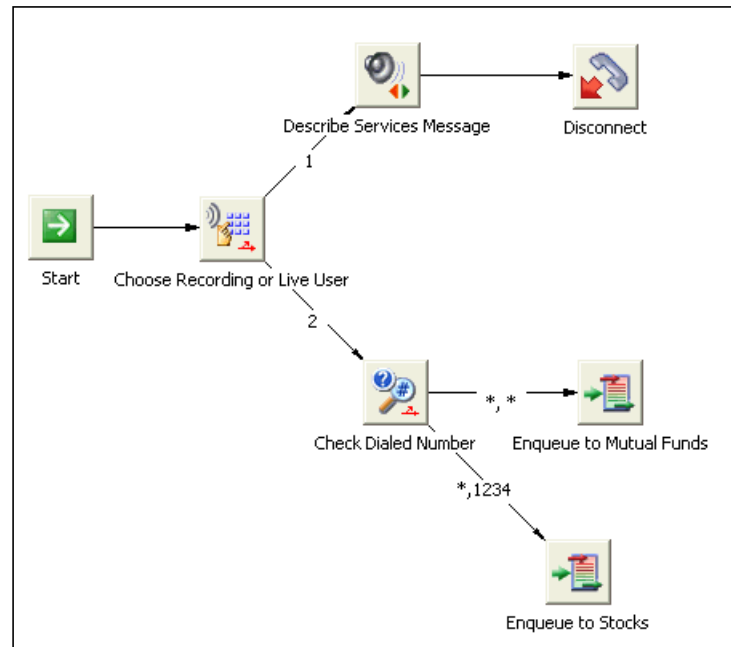 Describe Services Message
Disconnect
1
Start
Choose Recording or Live User
2
*, *
Check Dialed Number
Enqueue to Mutual Funds
*,1234
Enqueue to Stocks